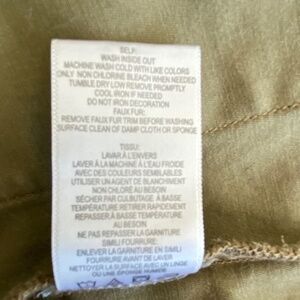 SELF:
WASH INSIDE OUT
MACHINE WASH COLD WITH LIKE COLORS
ONLY NON CHLORINE BLEACH WHEN NEEDED
TUMBLE DRY LOW REMOVE PROMPTLY
COOL IRON IF NEEDED
DO NOT IRON DECORATION
FAUX FUR:
REMOVE FAUX FUR TRIM BEFORE WASHING
SURFACE CLEAN OF DAMP CLOTH OR SPONGE
TISSU:
LAVAR À L'ENVERS
LAVER À LA MACHINE À L'EAU FROIDE
AVEC DES COULEURS SEMBLABLES
UTILISER UN AGENT DE BLANCHIMENT
NON CHLORE AU BESOIN
SÉCHER PAR CULBUTAGE À BASSE
TEMPÉRATURE RETIRER RAPIDEMENT
REPASSER À BASSE TEMPÉRATURE
AU BESOIN
NE PAS REPASSER LA GARNITURE
SIMILI FOURRURE:
ENLEVER LA GARNITURE EN SIMILI
FOURRURE AVANT DE LAVER
NETTOYER LA SURFACE AVEC UN LINGE
OU UNE ÉPONGE HUMIDE